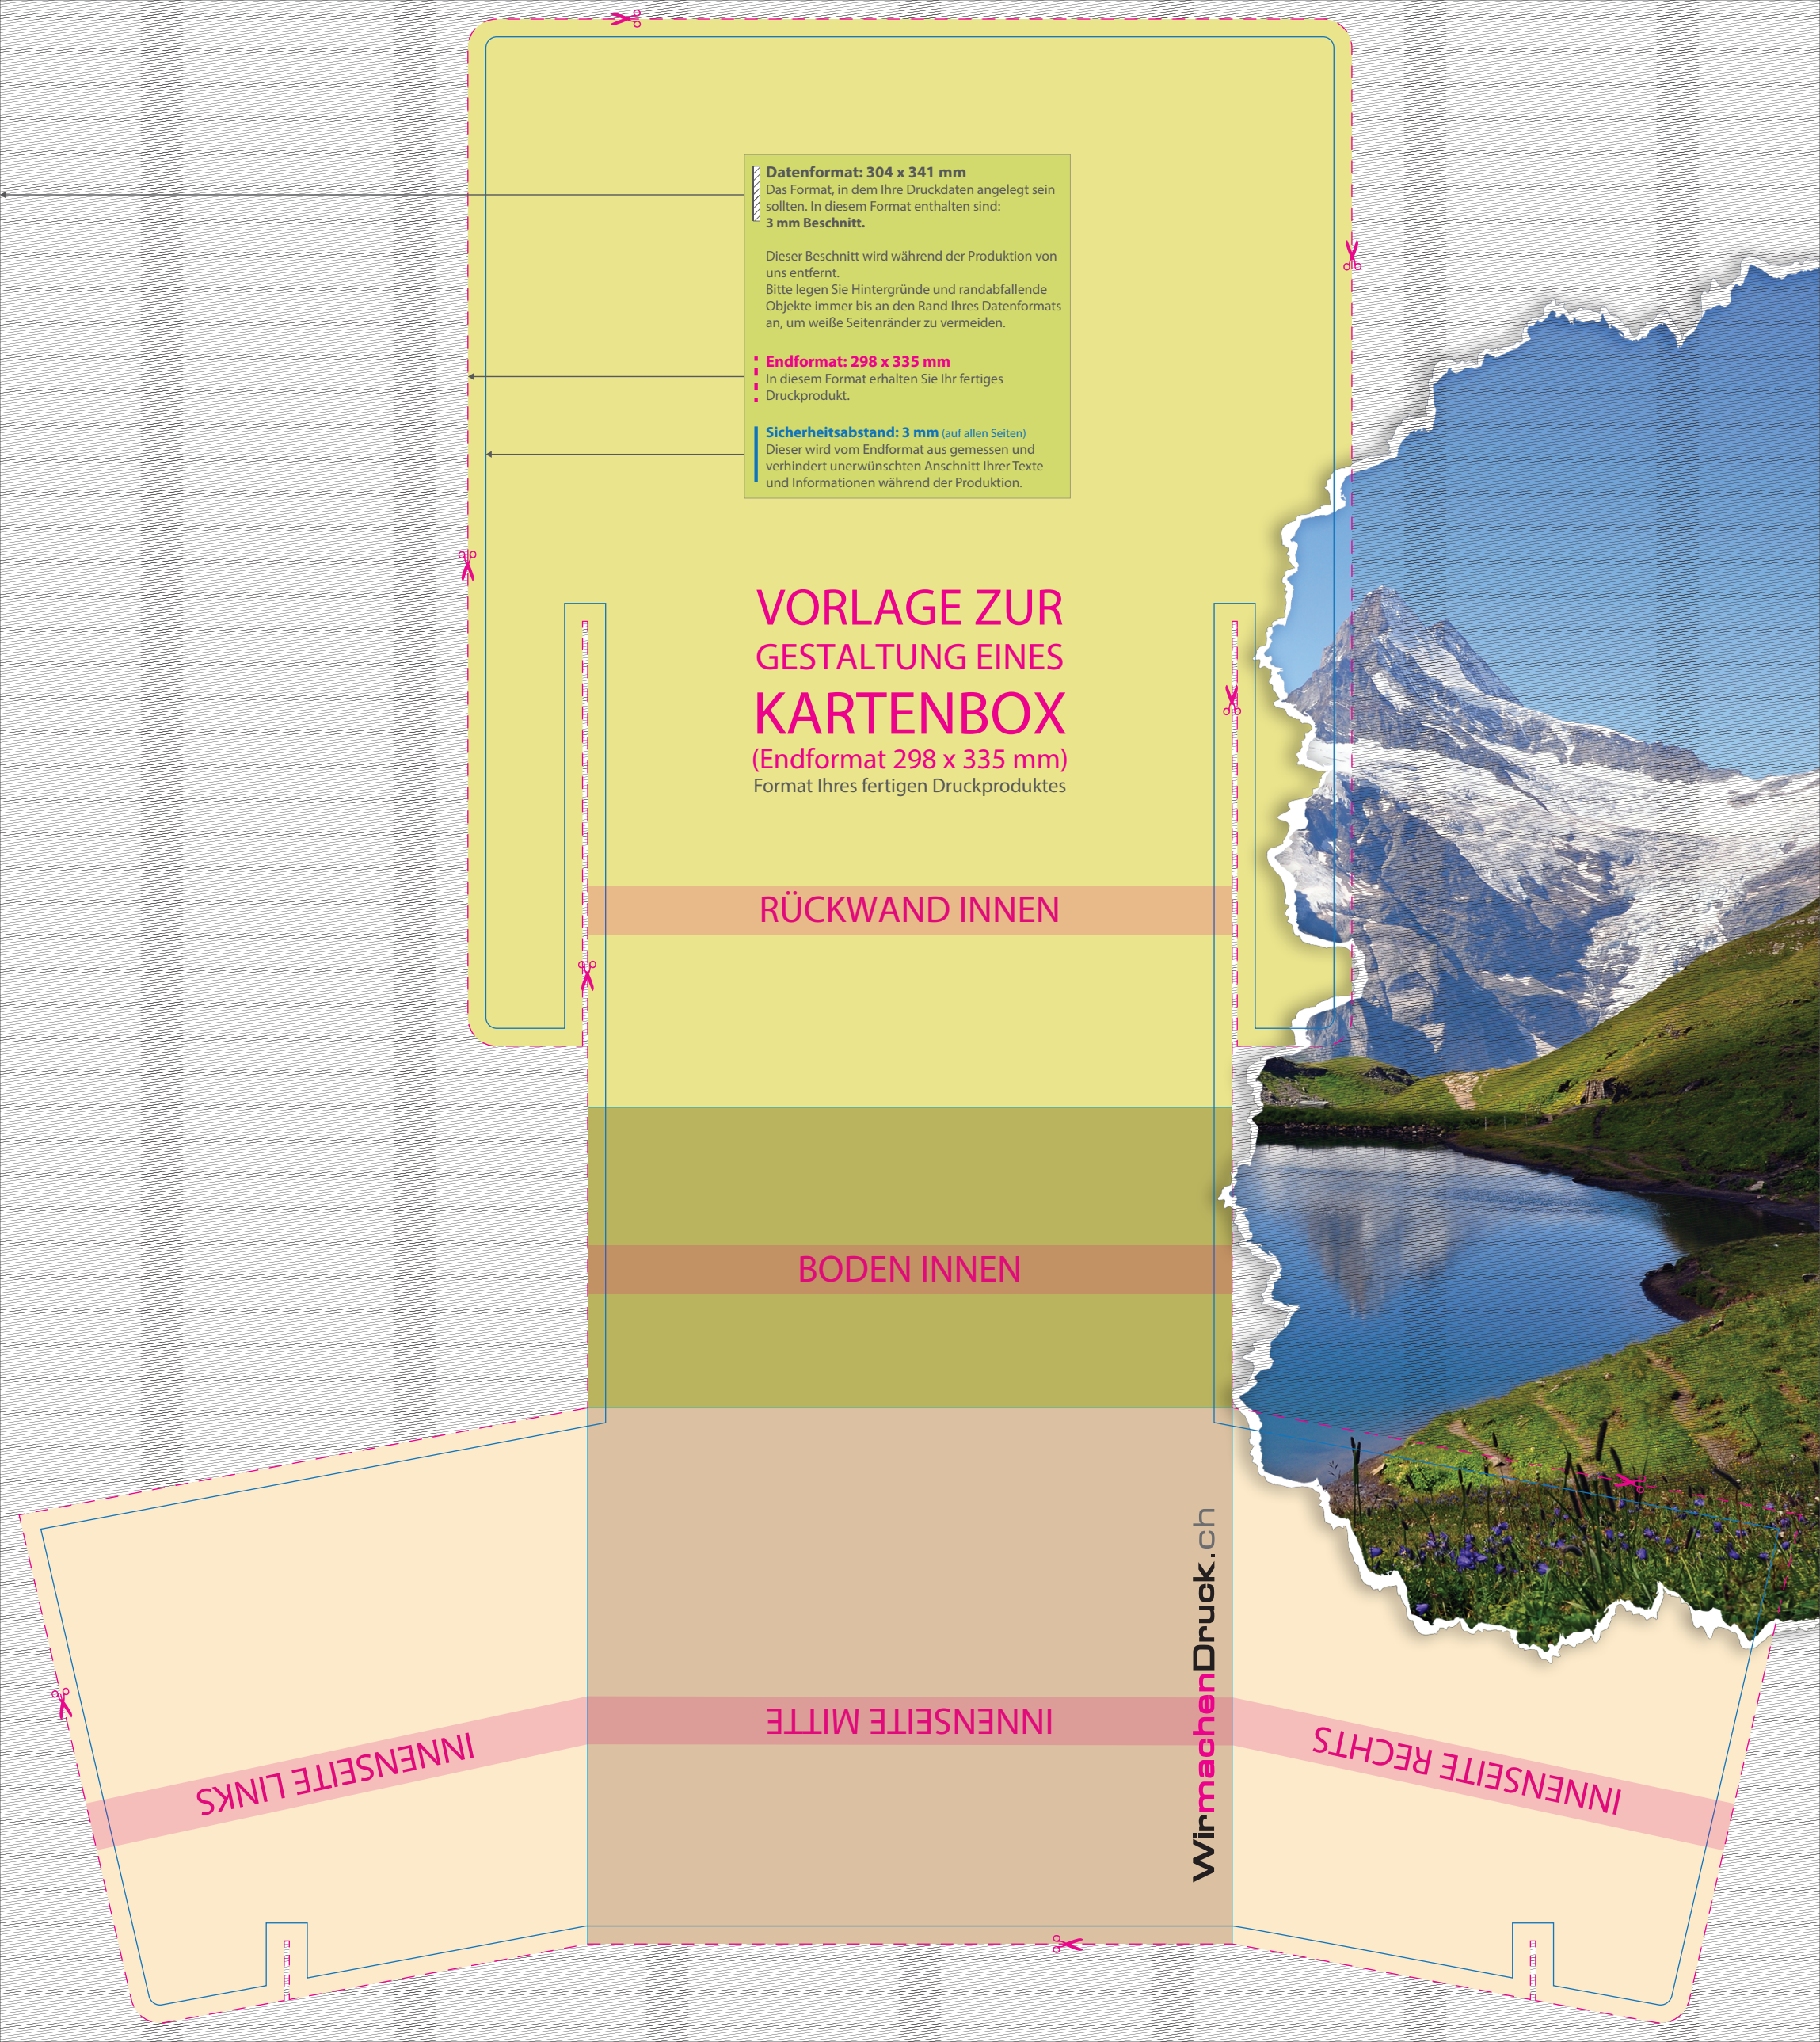 Datenformat: 304 x 341 mm
Das Format, in dem Ihre Druckdaten angelegt sein
sollten. In diesem Format enthalten sind:
3 mm Beschnitt.
Dieser Beschnitt wird während der Produktion von
uns entfernt.
Bitte legen Sie Hintergründe und randabfallende
Objekte immer bis an den Rand Ihres Datenformats
an, um weiße Seitenränder zu vermeiden.
Endformat: 298 x 335 mm
In diesem Format erhalten Sie Ihr fertiges
Druckprodukt.
Sicherheitsabstand: 3 mm (auf allen Seiten)
Dieser wird vom Endformat aus gemessen und
verhindert unerwünschten Anschnitt Ihrer Texte
und Informationen während der Produktion.
VORLAGE ZUR
GESTALTUNG EINES
KARTENBOX
(Endformat 298 x 335 mm)
Format Ihres fertigen Druckproduktes
RÜCKWAND INNEN
BODEN INNEN
WirmachenDruck.ch
INNENSEITE LINKS
INNENSEITE MITTE
INNENSEITE RECHTS